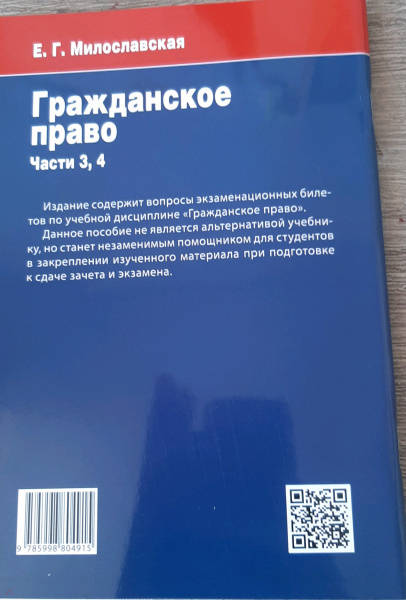 Е. Г. Милославская
Гражданское
право
Части 3, 4
Издание содержит вопросы экзаменационных биле-
тов по учебной дисциплине «Гражданское право».
Данное пособие не является альтернативой учебни-
ку, но станет незаменимым помощником для студентов
в закреплении изученного материала при подготовке
к сдаче зачета и экзамена.
9 785998 804915